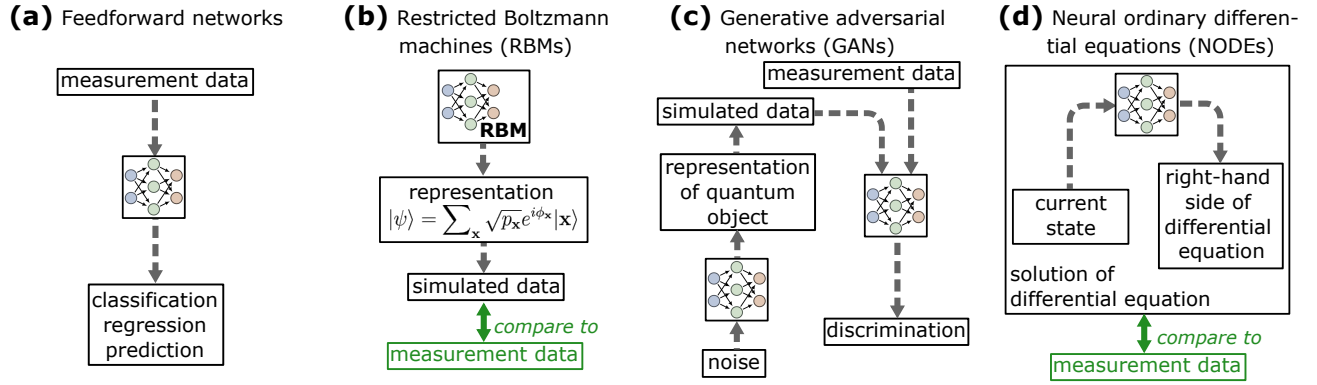 (a) Feedforward networks
measurement data
classification
regression
prediction
(b) Restricted Boltzmann
machines (RBMs)
RBM
representation
|ψ⟩ = ∑ₓ √pₓ e^{iϕₓ}|x⟩
simulated data
compare to
measurement data
(c) Generative adversarial
networks (GANs)
measurement data
simulated data
representation
of quantum
object
noise
discrimination
(d) Neural ordinary differen-
tial equations (NODEs)
current
state
right-hand
side of
differential
equation
solution of
differential equation
compare to
measurement data